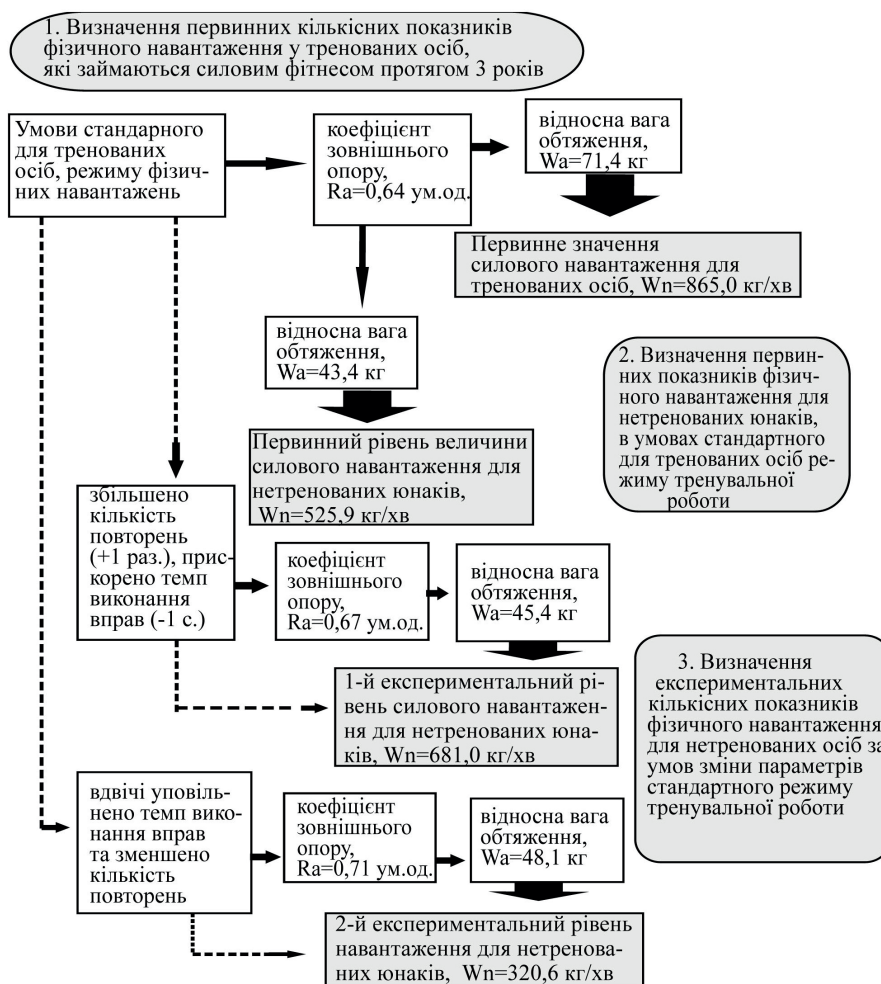 1. Визначення первинних кількісних показників
фізичного навантаження у тренованих осіб,
які займаються силовим фітнесом протягом 3 років
Умови стандарного
для тренованих
осіб, режиму фізич-
них навантажень
коефіцієнт
зовнішнього
опору,
Ra=0,64 ум.од.
відносна вага
обтяження,
Wa=71,4 кг
Первинне значення
силового навантаження для
тренованих осіб, Wn=865,0 кг/хв
відносна вага
обтяження,
Wa=43,4 кг
Первинний рівень величини
силового навантаження для
нетренованих юнаків,
Wn=525,9 кг/хв
2. Визначення первин-
них показників фізич-
ного навантаження для
нетренованих юнаків,
в умовах стандартного
для тренованих осіб ре-
жиму тренувальної
роботи
збільшено
кількість
повторень
(+1 раз.), прис-
корено темп
виконання
вправ (-1 с.)
коефіцієнт
зовнішнього
опору,
Ra=0,67 ум.од.
відносна вага
обтяження,
Wa=45,4 кг
1-й експериментальний рі-
вень силового навантажен-
ня для нетренованих юна-
ків, Wn=681,0 кг/хв
3. Визначення
експериментальних
кількісних показників
фізичного навантаження
для нетренованих осіб за
умов зміни параметрів
стандартного режиму
тренувальної роботи
вдвічі уповіль-
нено темп вико-
нання вправ
та зменшено
кількість
повторень
коефіцієнт
зовнішнього
опору,
Ra=0,71 ум.од.
відносна вага
обтяження,
Wa=48,1 кг
2-й експериментальний рівень
навантаження для нетренова-
них юнаків, Wn=320,6 кг/хв